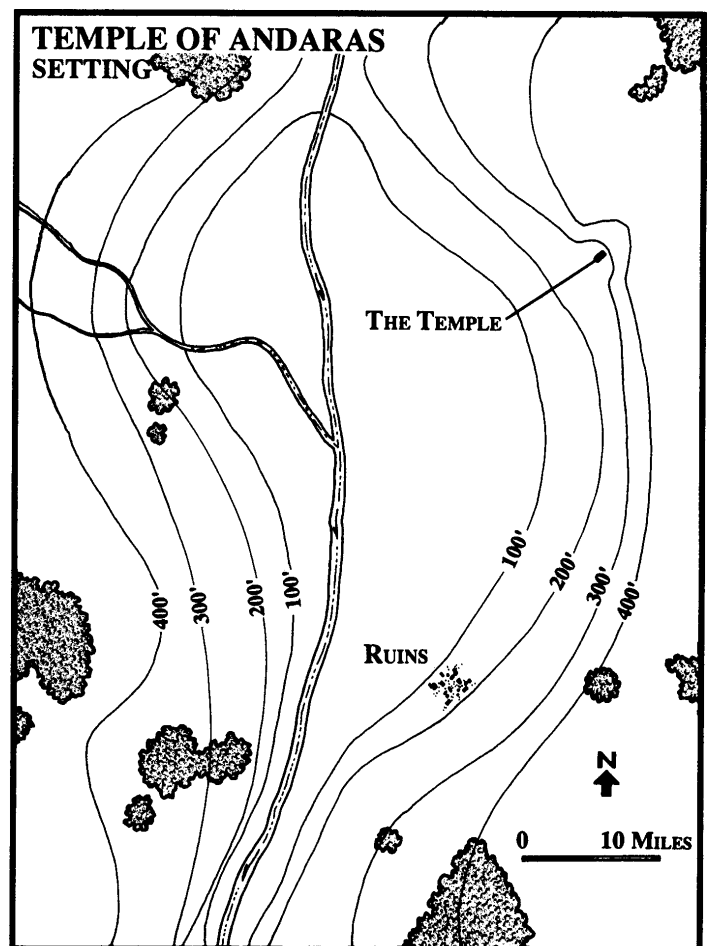 TEMPLE OF ANDARAS
SETTING
THE TEMPLE
100'
200'
300'
400'
400'
300'
200'
100'
RUINS
N
0 10 MILES